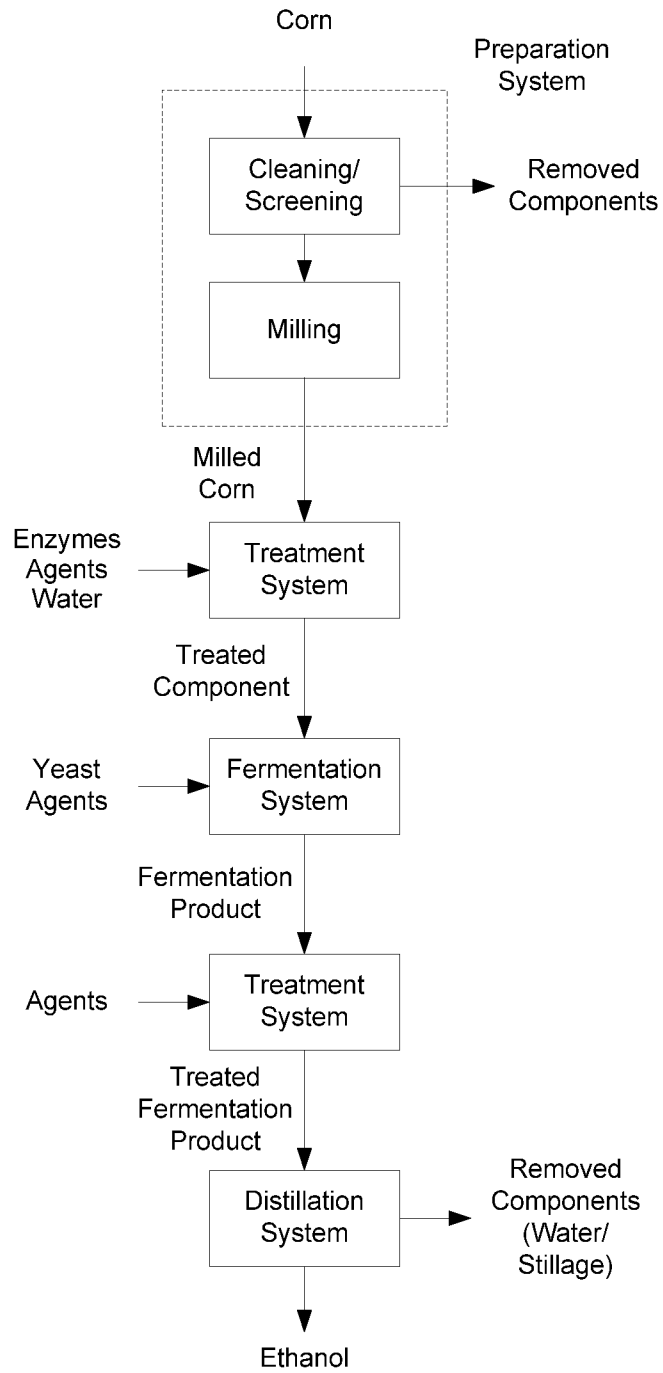 Corn
Preparation
System
Cleaning/
Screening
Removed
Components
Milling
Milled
Corn
Enzymes
Agents
Water
Treatment
System
Treated
Component
Yeast
Agents
Fermentation
System
Fermentation
Product
Agents
Treatment
System
Treated
Fermentation
Product
Distillation
System
Removed
Components
(Water/
Stillage)
Ethanol